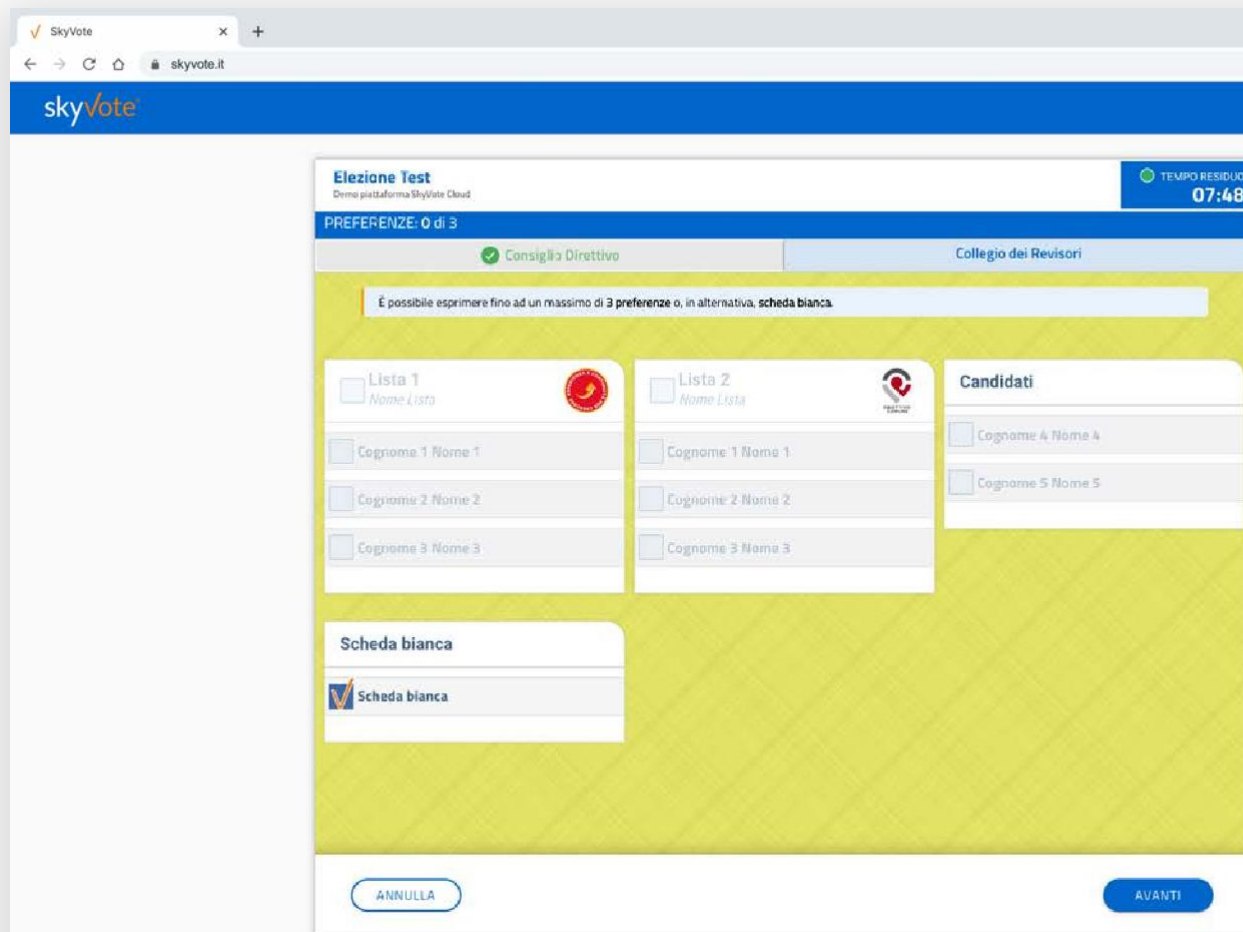 SkyVote
skyvote.it
skyvote
Elezione Test
Demo piattaforma SkyVote Cloud
TEMPO RESIDUO
07:48
PREFERENZE: 0 di 3
Consiglio Direttivo
Collegio dei Revisori
È possibile esprimere fino ad un massimo di 3 preferenze o, in alternativa, scheda bianca.
Lista 1
Nome Lista
Cognome 1 Nome 1
Cognome 2 Nome 2
Cognome 3 Nome 3
Lista 2
Nome Lista
Cognome 1 Nome 1
Cognome 2 Nome 2
Cognome 3 Nome 3
Candidati
Cognome 4 Nome 4
Cognome 5 Nome 5
Scheda bianca
Scheda bianca
ANNULLA
AVANTI